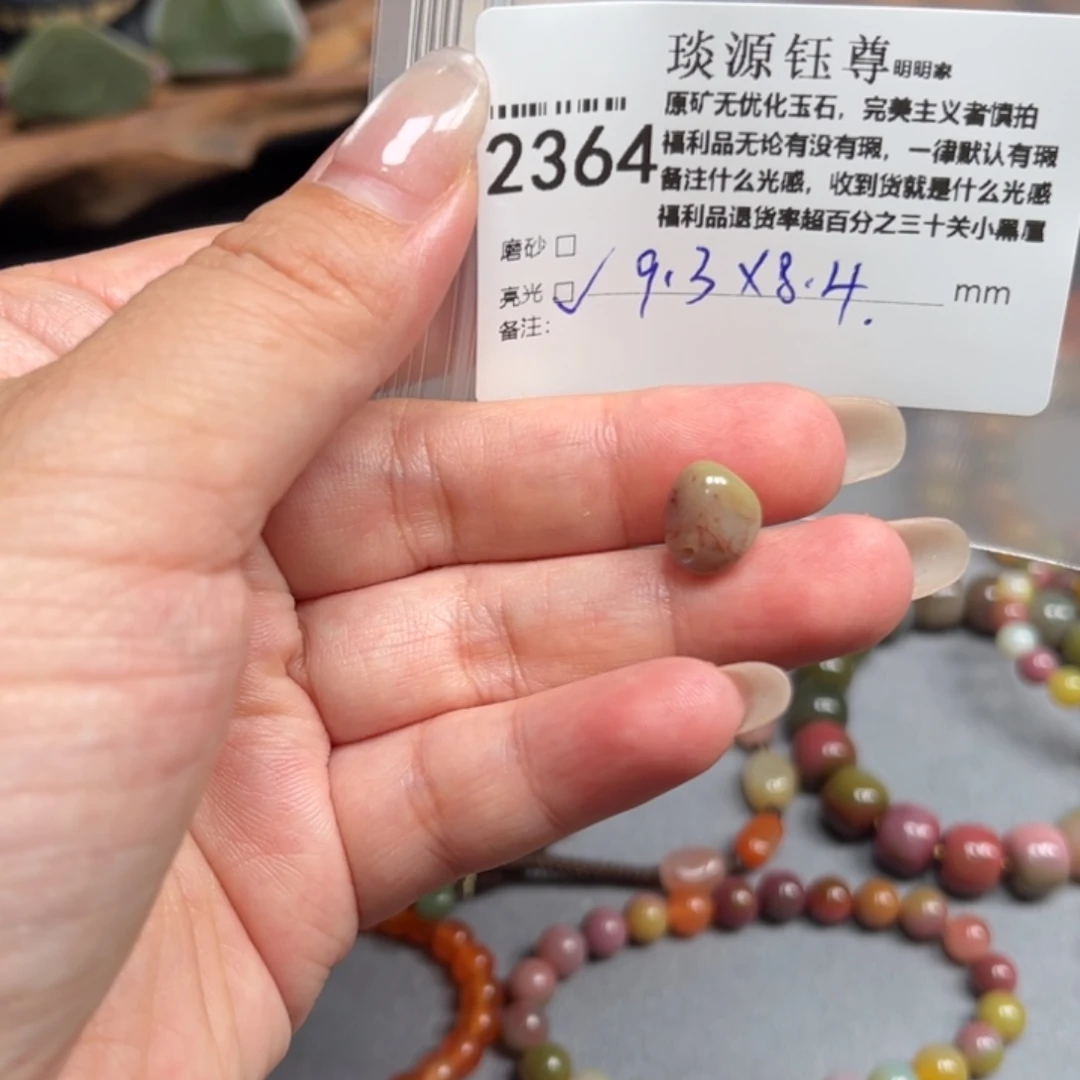 琰源钰尊明明家
原矿无优化玉石，完美主义者慎拍
2364
福利品无论有没有瑕，一律默认有瑕
备注什么光感，收到货就是什么光感
福利品退货率超百分之三十关小黑屋
磨砂 □
亮光 □ ✓ 9.3×8.4. mm
备注：